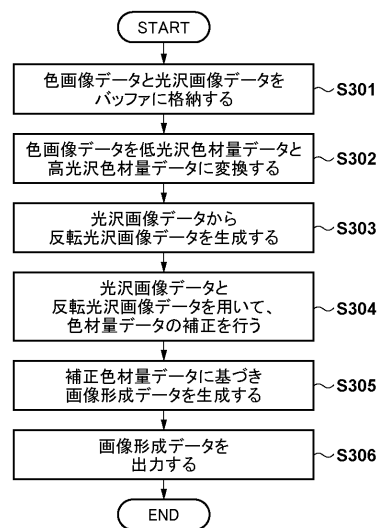 START
色画像データと光沢画像データを
バッファに格納する
S301
色画像データを低光沢色材量データと
高光沢色材量データに変換する
S302
光沢画像データから
反転光沢画像データを生成する
S303
光沢画像データと
反転光沢画像データを用いて、
色材量データの補正を行う
S304
補正色材量データに基づき
画像形成データを生成する
S305
画像形成データを
出力する
S306
END